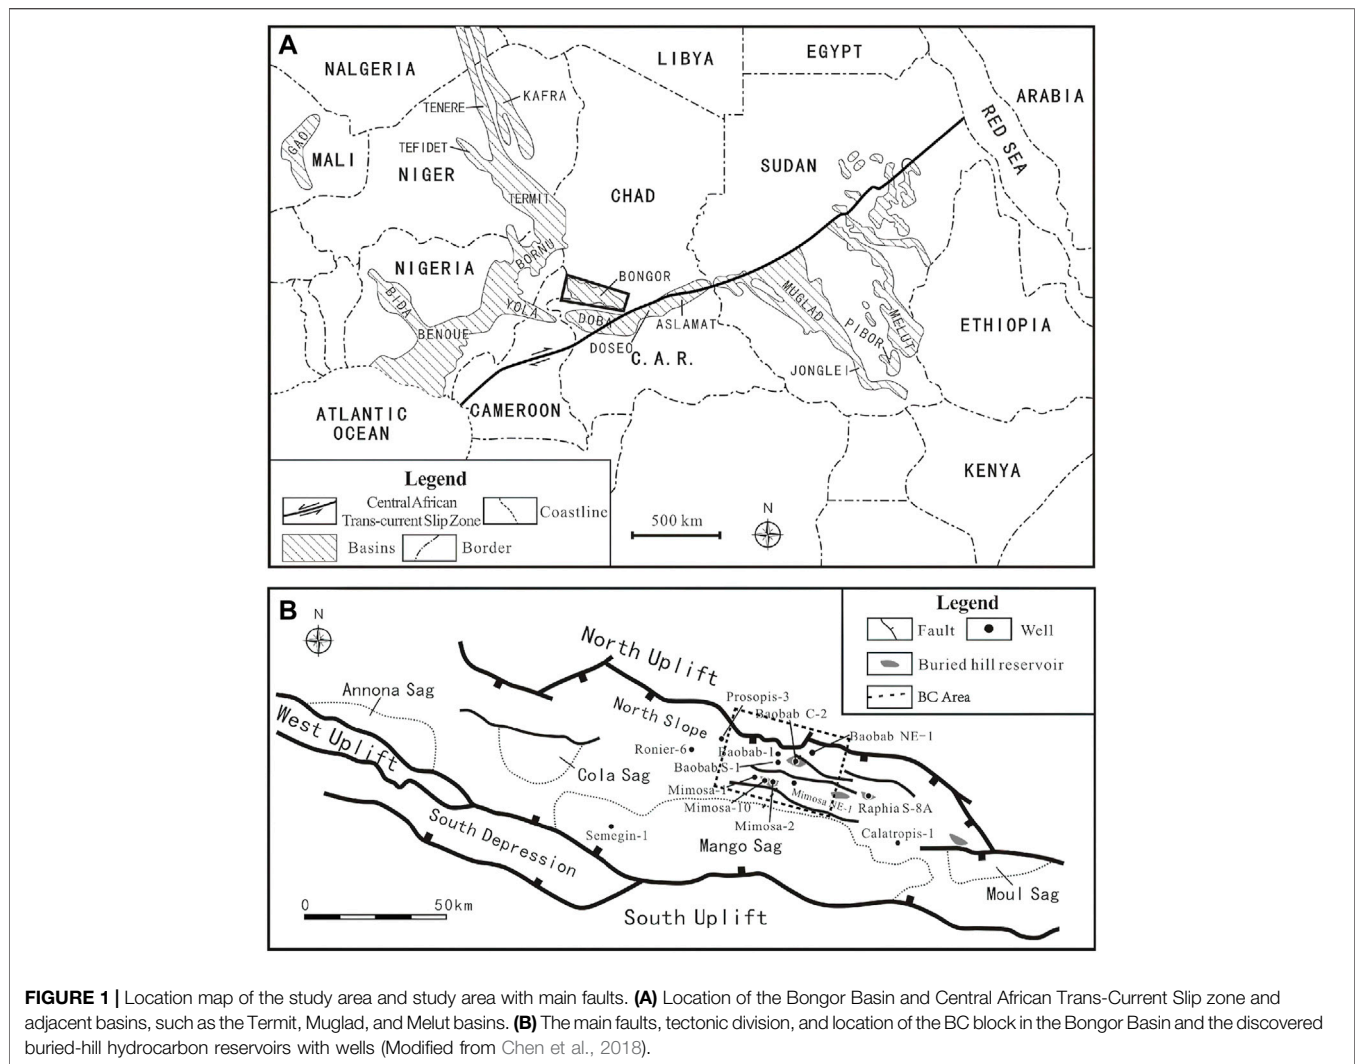 A
NALGERIA
LIBYA
EGYPT
ARABIA
RED SEA
KAFRA
TENERE
GAO
MALI
TEFIDET
NIGER
SUDAN
TERMIT
CHAD
BORNU
NIGERIA
BONGOR
BIDA
YOLA
BENOUE
DOBA
ASLAMAT
DOSEO
C.A.R.
MUGLAD
MELUT
PIBOR
ETHIOPIA
JONGLEI
CAMEROON
ATLANTIC
OCEAN
KENYA
Legend
Central African
Trans-current Slip Zone
Coastline
Basins
Border
500 km
N
B
N
Legend
Fault
Well
Buried hill reservoir
BC Area
North Uplift
Annona Sag
Prosopis-3
North Slope
Baobab C-2
West Uplift
Ronier-6
Baobab-1
Baobab NE-1
Cola Sag
Baobab S-1
Mimosa-1
Mimosa NE-1
Raphia S-8A
Mimosa-10
Mimosa-2
Semegin-1
Calatropis-1
South Depression
Mango Sag
Moul Sag
0 50km
South Uplift
FIGURE 1 | Location map of the study area and study area with main faults. (A) Location of the Bongor Basin and Central African Trans-Current Slip zone and
adjacent basins, such as the Termit, Muglad, and Melut basins. (B) The main faults, tectonic division, and location of the BC block in the Bongor Basin and the discovered
buried-hill hydrocarbon reservoirs with wells (Modified from Chen et al., 2018).